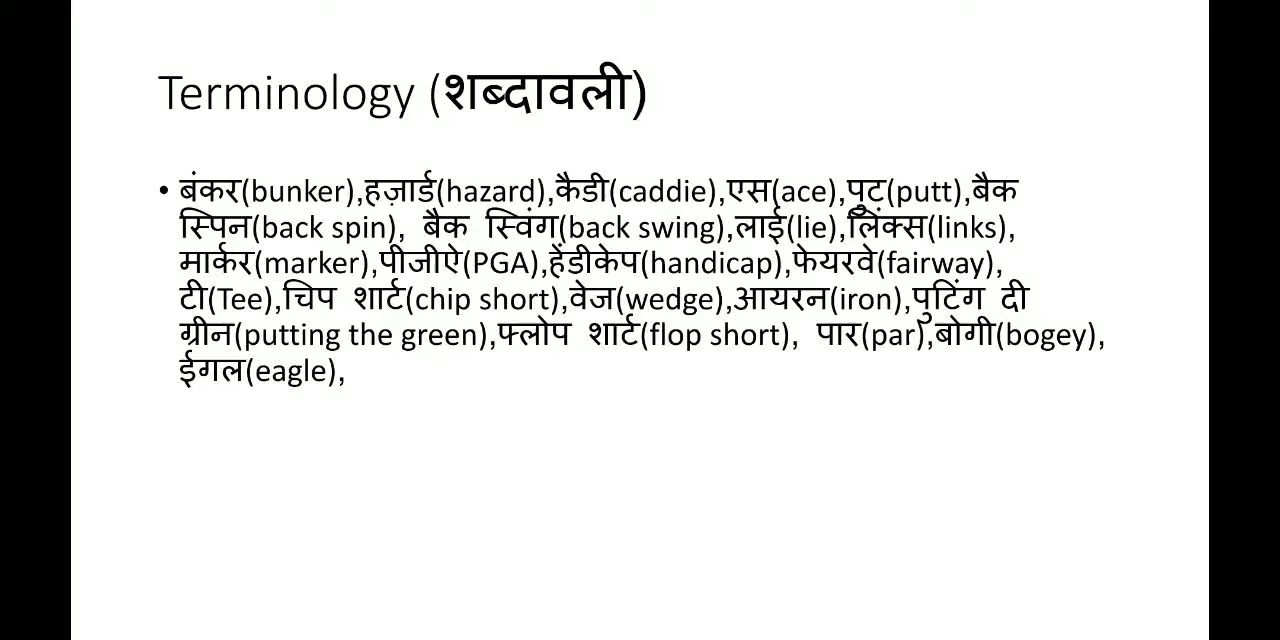 Terminology (शब्दावली)
• बंकर(bunker),हज़ार्ड(hazard),कैडी(caddie),एस(ace),पुट(putt),बैक
स्पिन(back spin), बैक स्विंग(back swing),लाई(lie),लिंक्स(links),
मार्कर(marker),पीजीऐ(PGA),हेंडीकेप(handicap),फेयरवे(fairway),
टी(Tee),चिप शार्ट(chip short),वेज(wedge),आयरन(iron),पुटिंग दी
ग्रीन(putting the green),फ्लोप शार्ट(flop short), पार(par),बोगी(bogey),
ईगल(eagle),